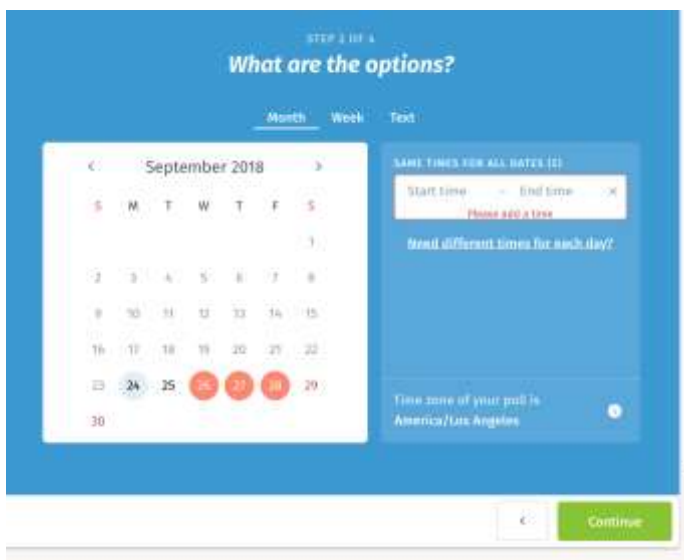 STEP 2 OF 4
What are the options?
Month Week Text
< September 2018 >
S M T W T F S
1
2 3 4 5 6 7 8
9 10 11 12 13 14 15
16 17 18 19 20 21 22
23 24 25 26 27 28 29
30
SAME TIMES FOR ALL DATES
Start time - End time ×
Please add a time
Need different times for each day?
Time zone of your poll is
America/Los Angeles
< Continue